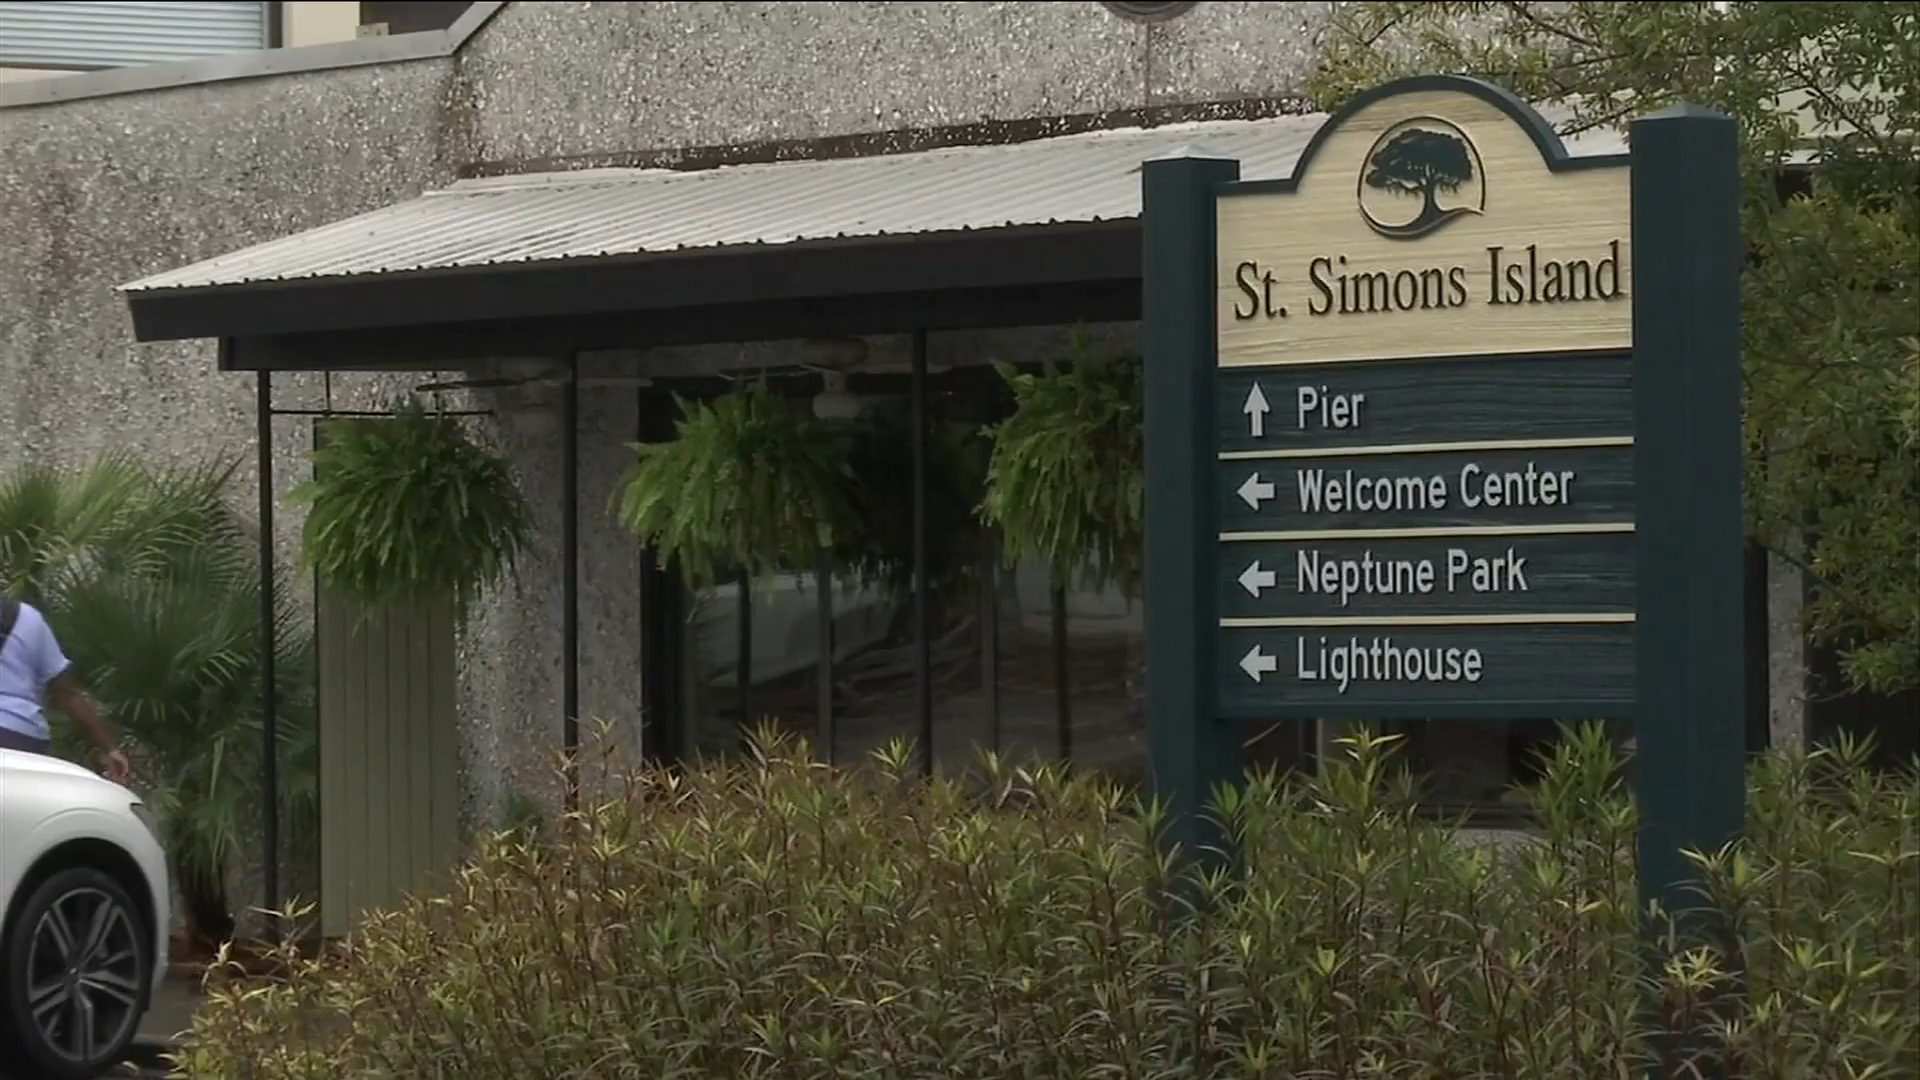 St. Simons Island
Pier
Welcome Center
Neptune Park
Lighthouse